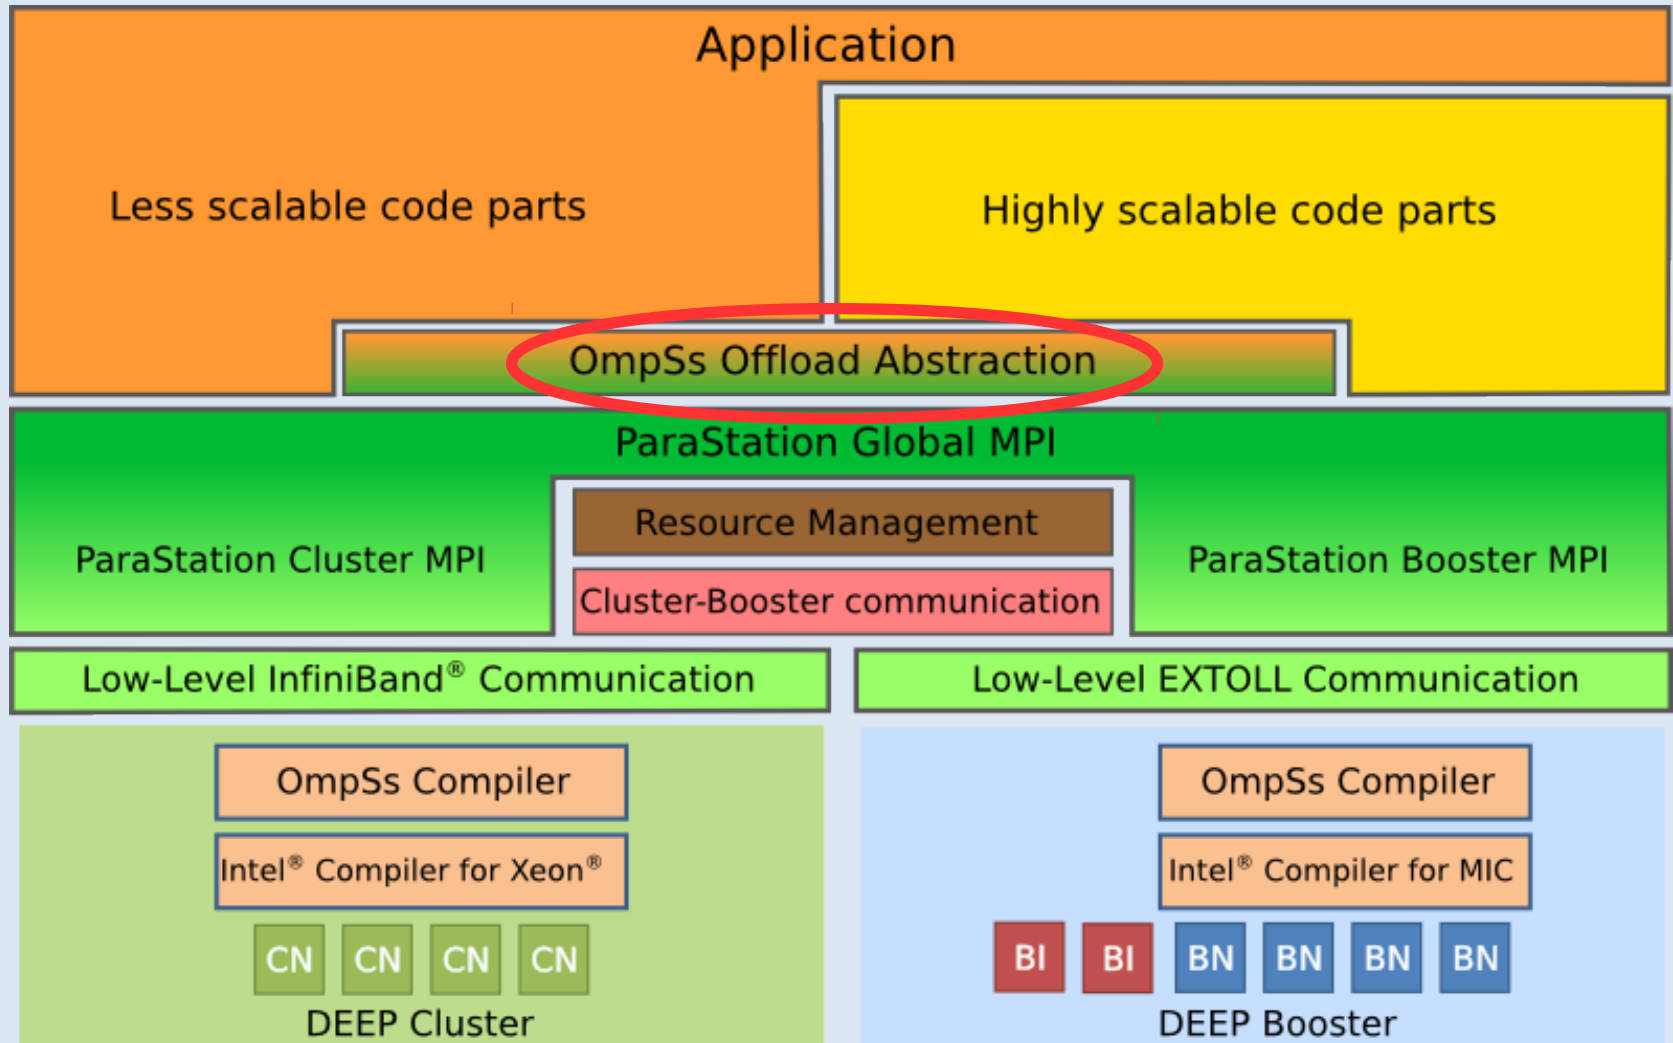 Application
Less scalable code parts
Highly scalable code parts
OmpSs Offload Abstraction
ParaStation Global MPI
Resource Management
ParaStation Cluster MPI
ParaStation Booster MPI
Cluster-Booster communication
Low-Level InfiniBand® Communication
Low-Level EXTOLL Communication
OmpSs Compiler
OmpSs Compiler
Intel® Compiler for Xeon®
Intel® Compiler for MIC
CN CN CN CN
BI BI BN BN BN BN
DEEP Cluster
DEEP Booster